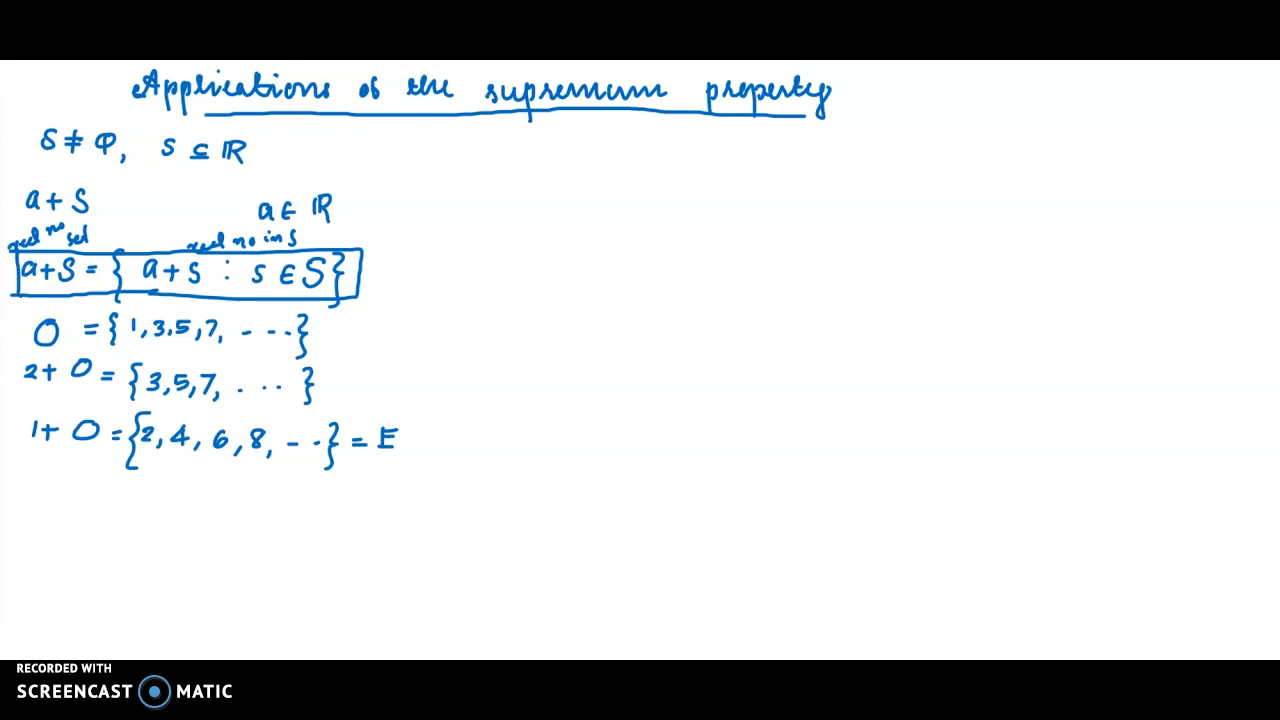 Applications of the supremum property
S ≠ Φ, S ⊆ ℝ
a + S a ∈ ℝ
real no set real no in S
a+S = { a + s : s ∈ S }
O = { 1, 3, 5, 7, - - - · }
2 + O = { 3, 5, 7, . . . }
1 + O = { 2, 4, 6, 8, - - · } = E
RECORDED WITH
SCREENCAST MATIC